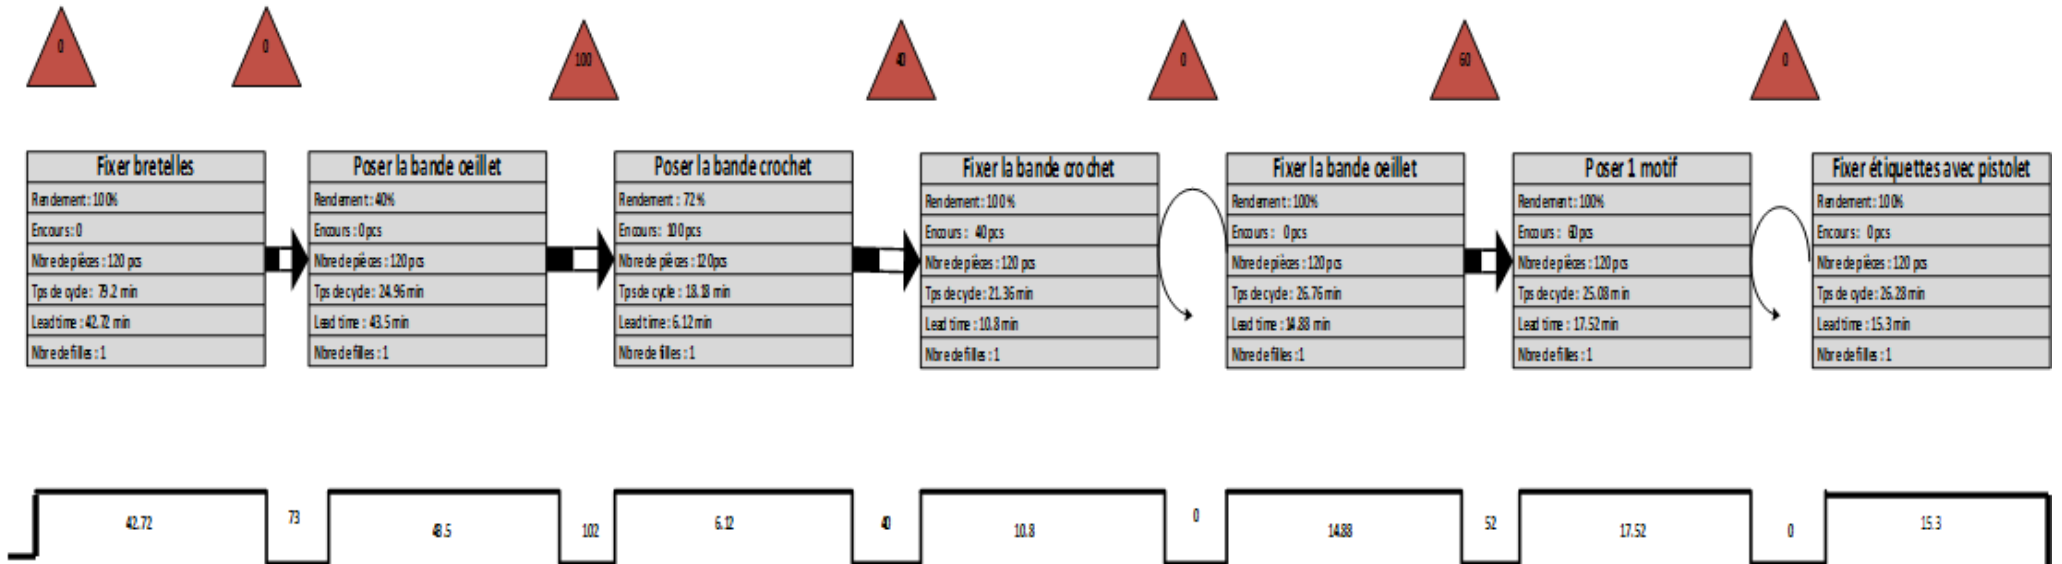 0
0
100
40
0
60
0
Fixer bretelles
Rendement : 100%
Encours : 0
Nbre de pièces : 120 pcs
Tps de cycle : 79.2 min
Lead time : 42.72 min
Nbre de filles : 1
Poser la bande oeillet
Rendement : 40%
Encours : 0 pcs
Nbre de pièces : 120 pcs
Tps de cycle : 24.96 min
Lead time : 43.5 min
Nbre de filles : 1
Poser la bande crochet
Rendement : 72 %
Encours : 100 pcs
Nbre de pièces : 120pcs
Tps de cycle : 18.18 min
Lead time : 6.12 min
Nbre de filles : 1
Fixer la bande crochet
Rendement : 100 %
Encours : 40 pcs
Nbre de pièces : 120 pcs
Tps de cycle : 21.36 min
Lead time : 10.8 min
Nbre de filles : 1
Fixer la bande oeillet
Rendement : 100%
Encours : 0 pcs
Nbre de pièces : 120 pcs
Tps de cycle : 26.76 min
Lead time : 14.88 min
Nbre de filles : 1
Poser 1 motif
Rendement : 100%
Encours : 60 pcs
Nbre de pièces : 120 pcs
Tps de cycle : 25.08 min
Lead time : 17.52 min
Nbre de filles : 1
Fixer étiquettes avec pistolet
Rendement : 100%
Encours : 0 pcs
Nbre de pièces : 120 pcs
Tps de cycle : 26.28 min
Lead time : 15.3 min
Nbre de filles : 1
42.72
73
43.5
102
6.12
40
10.8
0
14.88
52
17.52
0
15.3